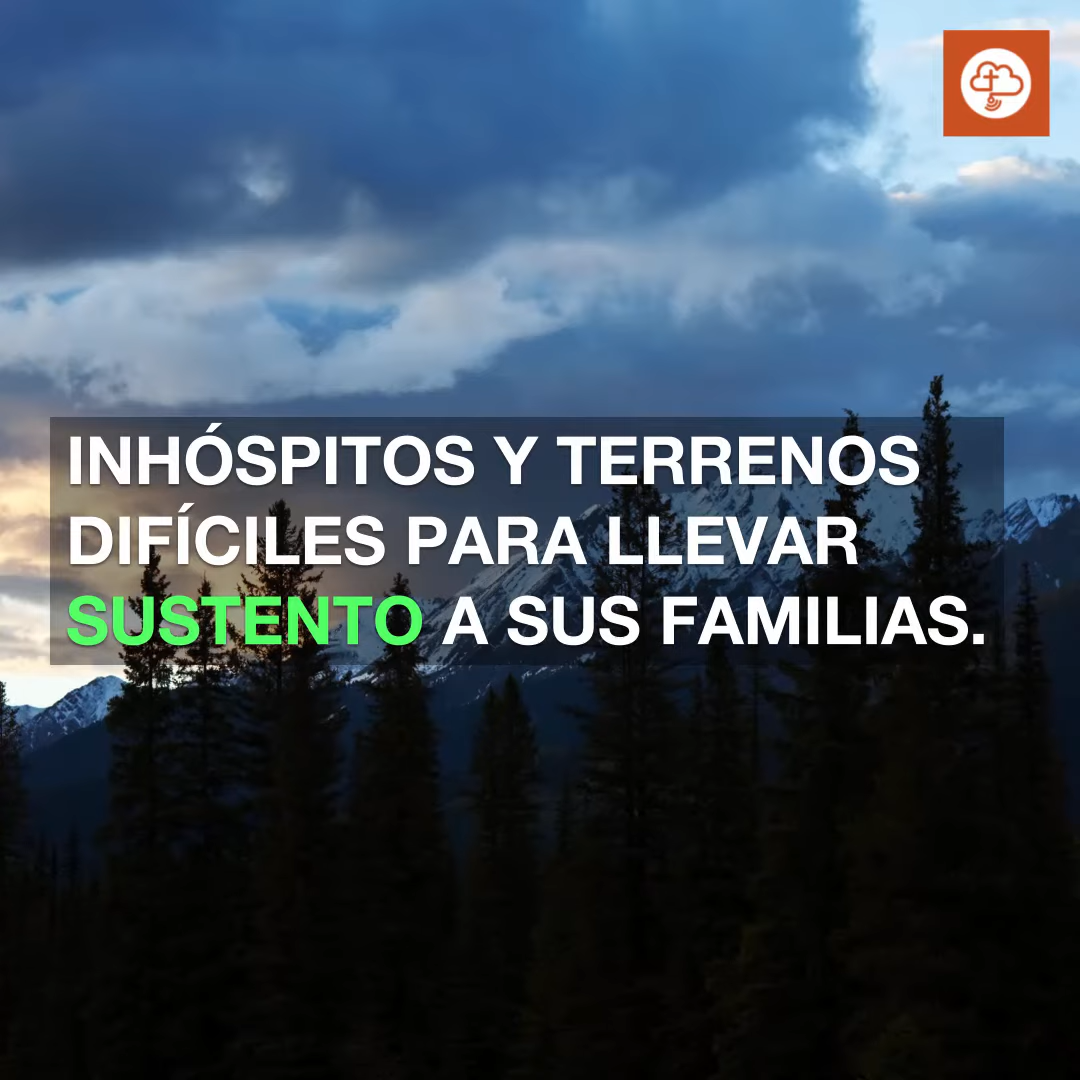 INHÓSPITOS Y TERRENOS
DIFÍCILES PARA LLEVAR
SUSTENTO A SUS FAMILIAS.